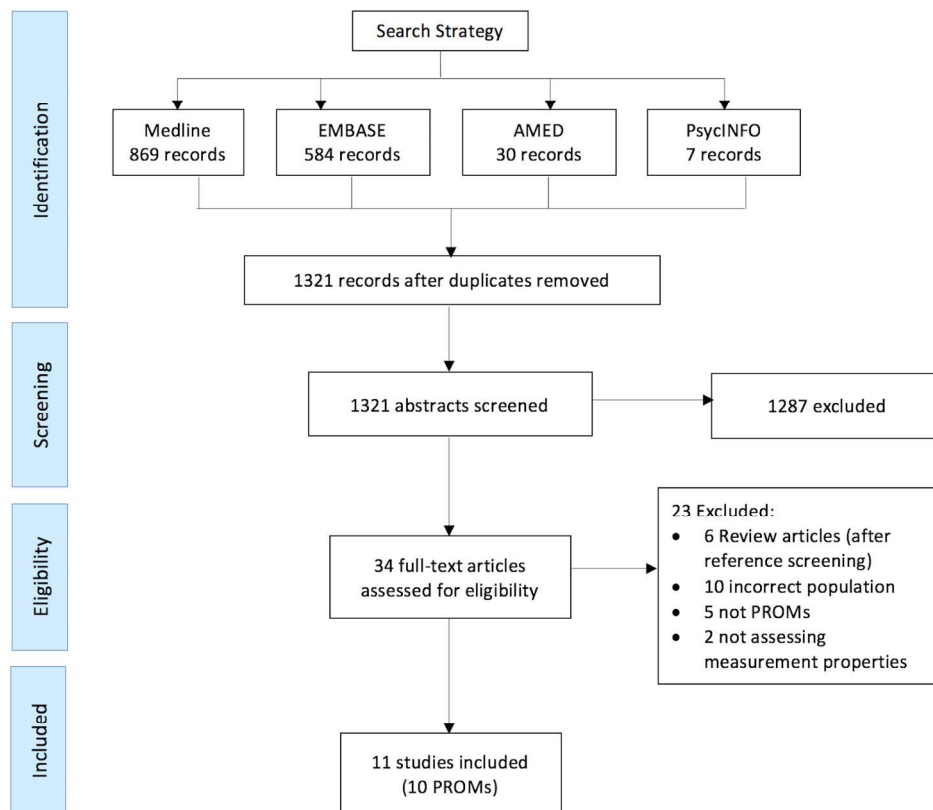 Search Strategy
Identification
Medline
869 records
EMBASE
584 records
AMED
30 records
PsycINFO
7 records
1321 records after duplicates removed
Screening
1321 abstracts screened
1287 excluded
Eligibility
34 full-text articles
assessed for eligibility
23 Excluded:
● 6 Review articles (after
reference screening)
● 10 incorrect population
● 5 not PROMs
● 2 not assessing
measurement properties
Included
11 studies included
(10 PROMs)